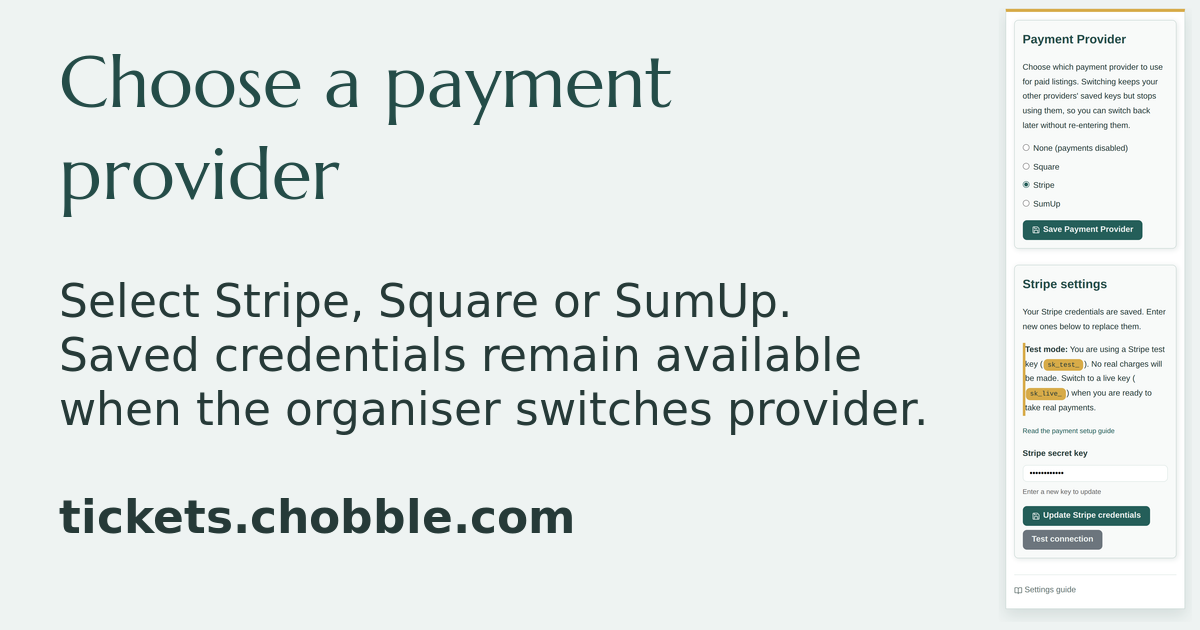 Choose a payment
provider
Select Stripe, Square or SumUp.
Saved credentials remain available
when the organiser switches provider.
tickets.chobble.com
Payment Provider
Choose which payment provider to use
for paid listings. Switching keeps your
other providers' saved keys but stops
using them, so you can switch back
later without re-entering them.
None (payments disabled)
Square
Stripe
SumUp
Save Payment Provider
Stripe settings
Your Stripe credentials are saved. Enter
new ones below to replace them.
Test mode: You are using a Stripe test
key ( sk_test_ ). No real charges will
be made. Switch to a live key (
sk_live_ ) when you are ready to
take real payments.
Read the payment setup guide
Stripe secret key
••••••••••••
Enter a new key to update
Update Stripe credentials
Test connection
Settings guide